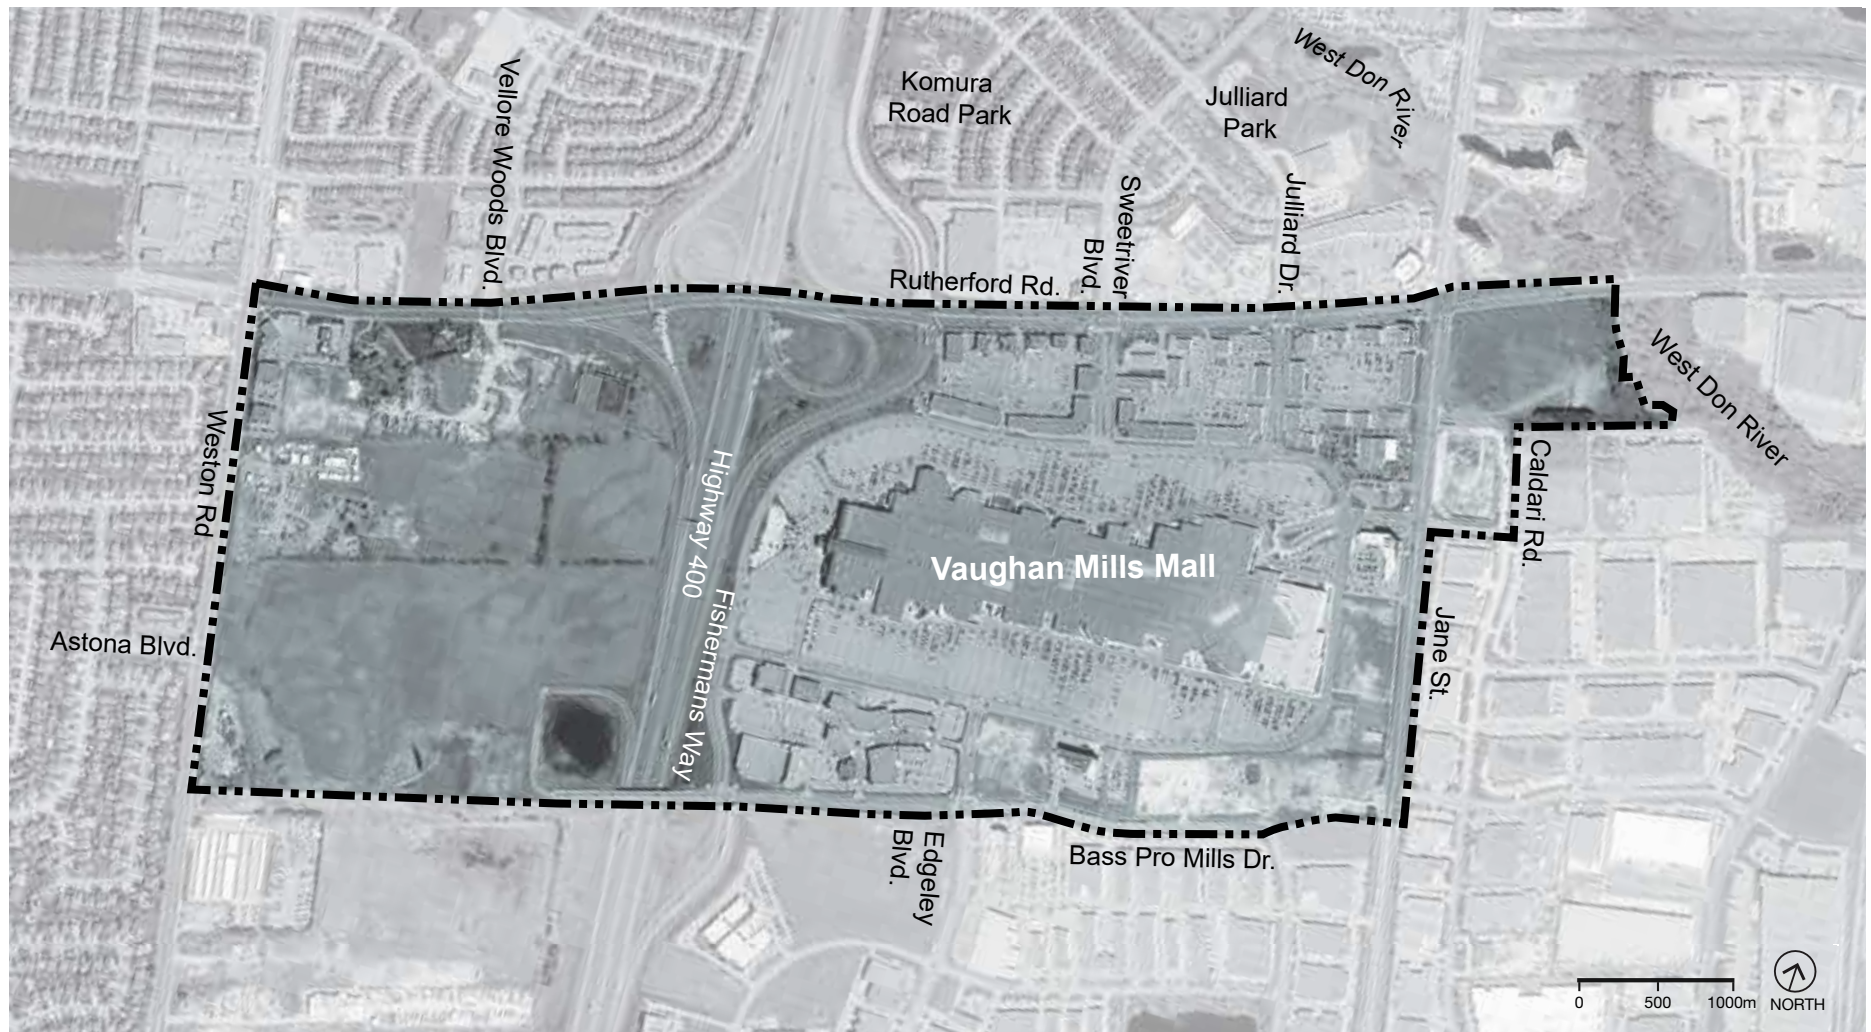 West Don River
Komura
Road Park
Julliard
Park
Vellore Woods Blvd.
Sweetriver
Blvd.
Julliard Dr.
Rutherford Rd.
West Don River
Weston Rd
Highway 400
Caldari Rd.
Vaughan Mills Mall
Fishermans Way
Jane St.
Astona Blvd.
Edgeley
Blvd.
Bass Pro Mills Dr.
0 500 1000m
NORTH